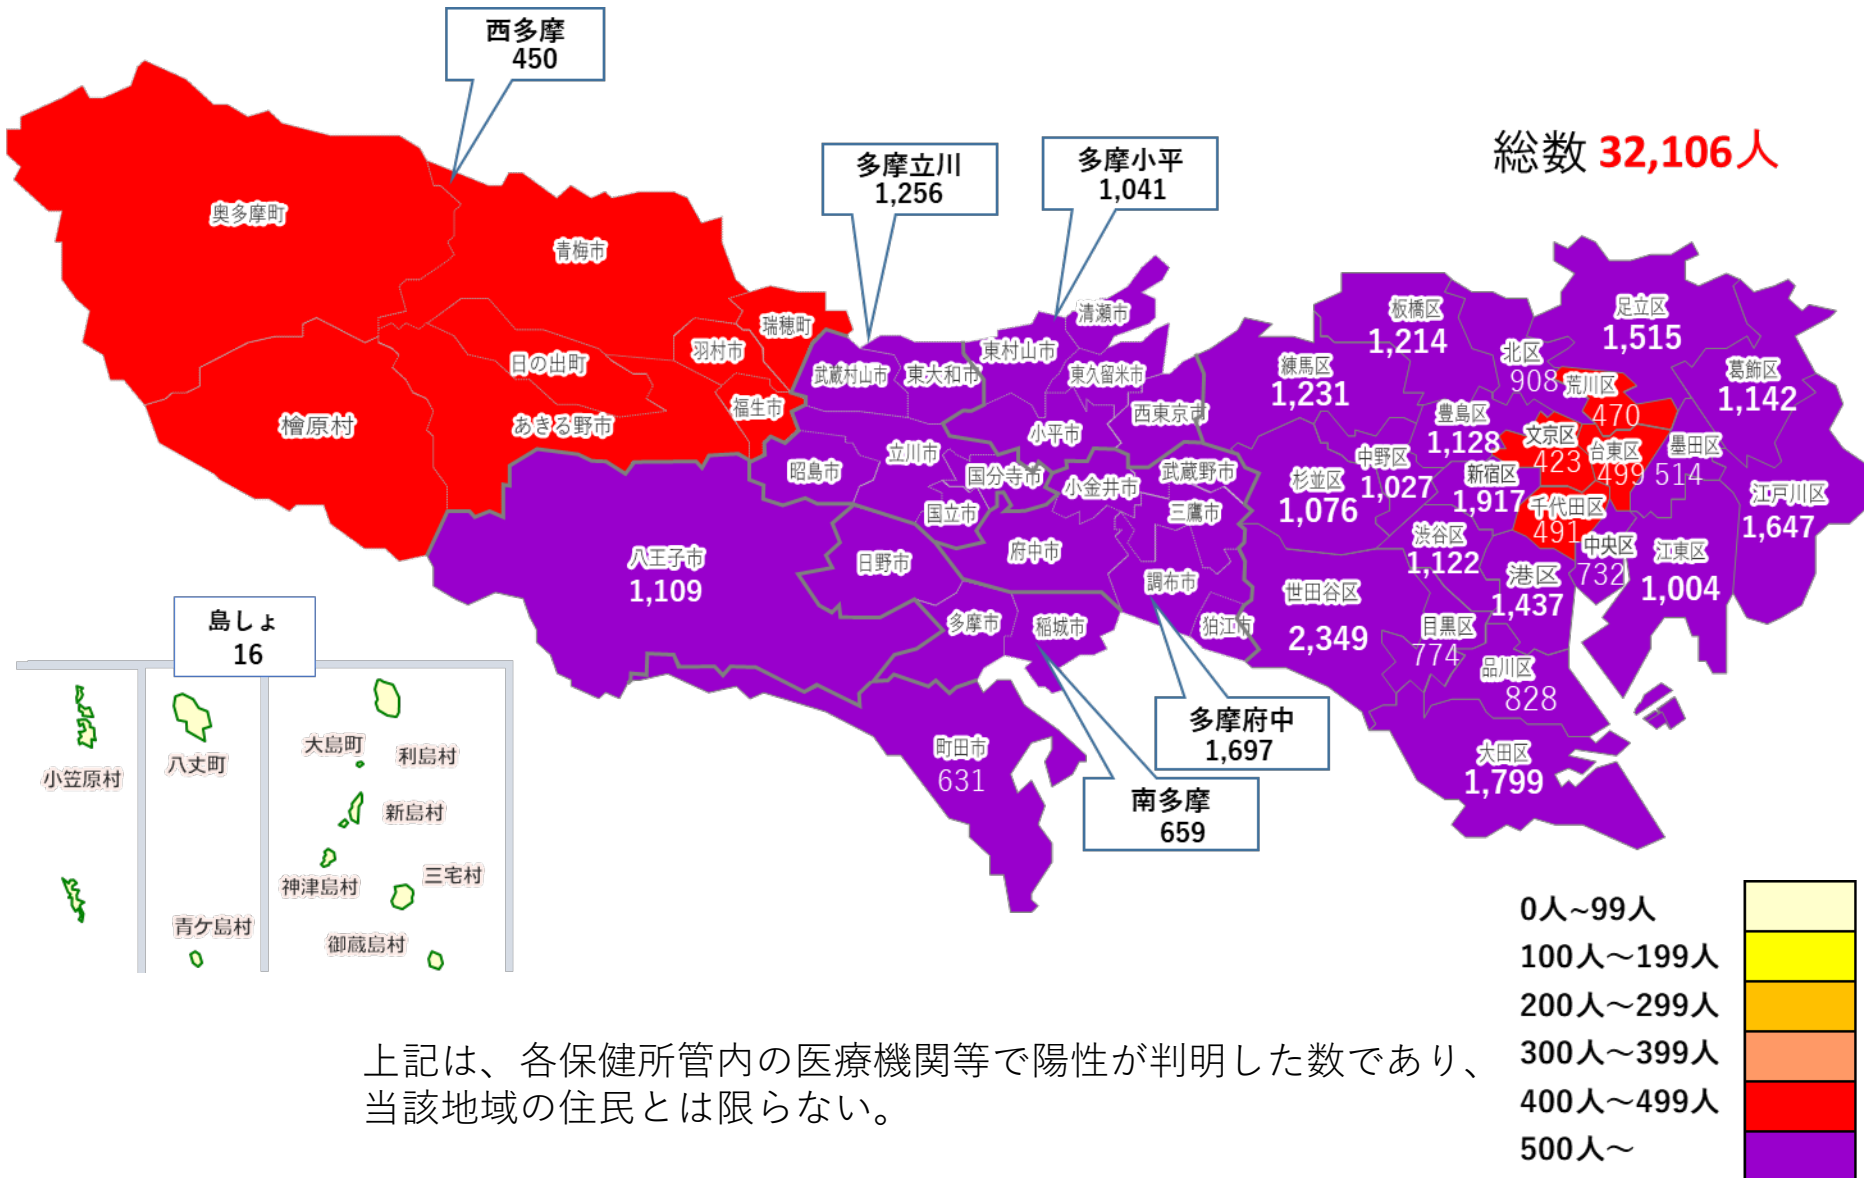 西多摩
450
多摩立川
1,256
多摩小平
1,041
総数 32,106人
奥多摩町
青梅市
瑞穂町
羽村市
日の出町
福生市
あきる野市
檜原村
清瀬市
東村山市
武蔵村山市
東大和市
東久留米市
西東京市
小平市
立川市
昭島市
国分寺市
小金井市
武蔵野市
国立市
三鷹市
府中市
日野市
調布市
八王子市
1,109
多摩市
稲城市
狛江市
町田市
631
板橋区
1,214
足立区
1,515
北区
908
練馬区
1,231
荒川区
470
葛飾区
1,142
豊島区
1,128
文京区
423
台東区
499
墨田区
514
中野区
1,027
新宿区
1,917
杉並区
1,076
千代田区
491
江戸川区
1,647
渋谷区
1,122
中央区
732
江東区
1,004
港区
1,437
世田谷区
2,349
目黒区
774
品川区
828
大田区
1,799
多摩府中
1,697
南多摩
659
島しょ
16
小笠原村
八丈町
大島町
利島村
新島村
神津島村
三宅村
青ケ島村
御蔵島村
0人~99人
100人～199人
200人～299人
300人～399人
400人～499人
500人～
上記は、各保健所管内の医療機関等で陽性が判明した数であり、
当該地域の住民とは限らない。